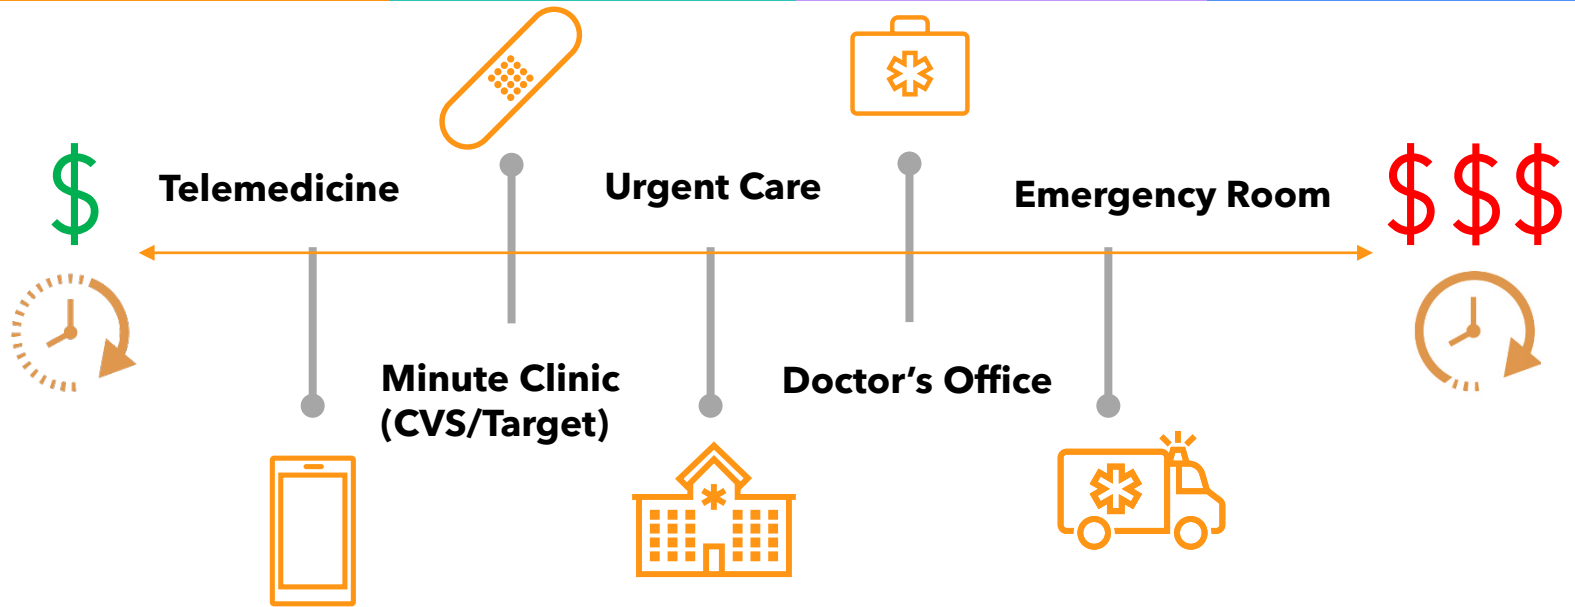 $
Telemedicine
Urgent Care
Emergency Room
$$$
Minute Clinic
(CVS/Target)
Doctor’s Office